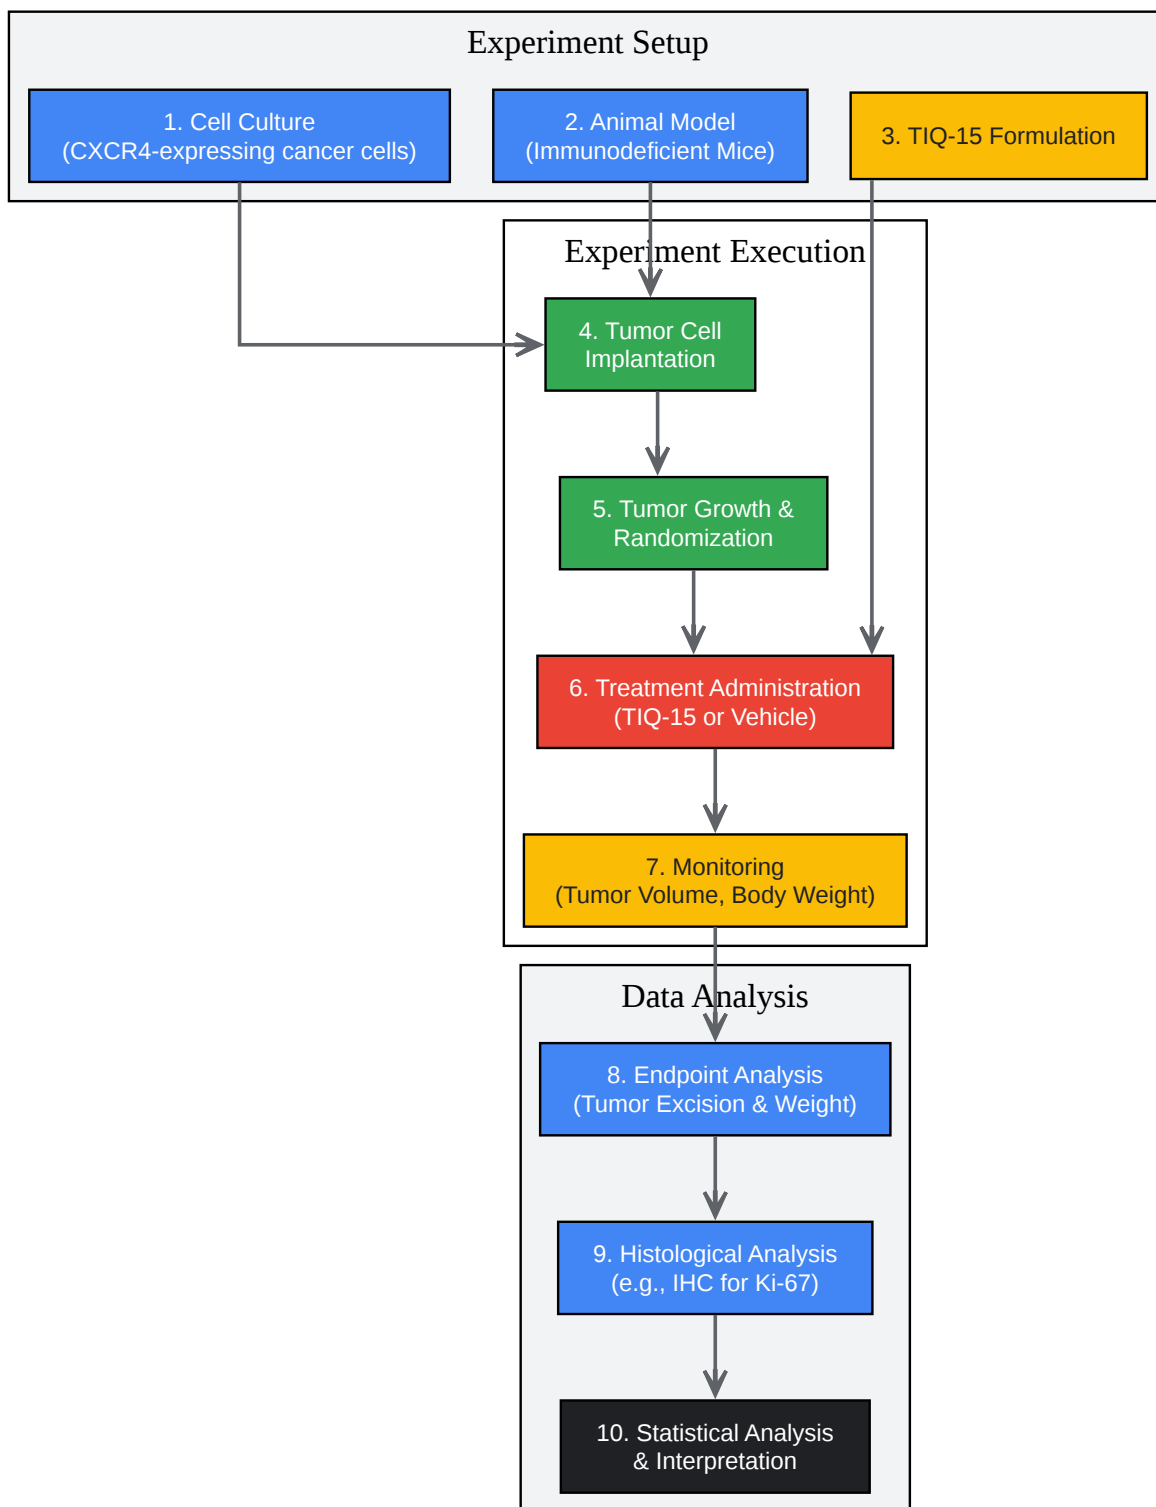 Experiment Setup
1. Cell Culture
(CXCR4-expressing cancer cells)
2. Animal Model
(Immunodeficient Mice)
3. TIQ-15 Formulation
Experiment Execution
4. Tumor Cell
Implantation
5. Tumor Growth &
Randomization
6. Treatment Administration
(TIQ-15 or Vehicle)
7. Monitoring
(Tumor Volume, Body Weight)
Data Analysis
8. Endpoint Analysis
(Tumor Excision & Weight)
9. Histological Analysis
(e.g., IHC for Ki-67)
10. Statistical Analysis
& Interpretation